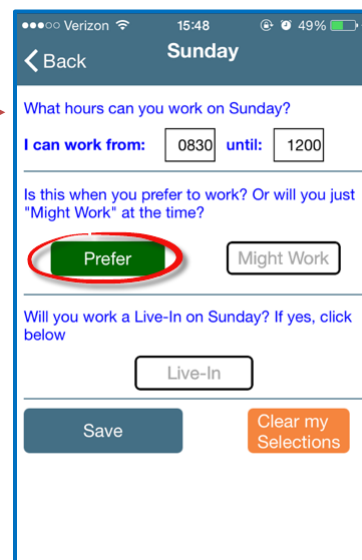 Verizon 15:48 49%
Back Sunday
What hours can you work on Sunday?
I can work from: 0830 until: 1200
Is this when you prefer to work? Or will you just
"Might Work" at the time?
Prefer Might Work
Will you work a Live-In on Sunday? If yes, click
below
Live-In
Save Clear my
Selections